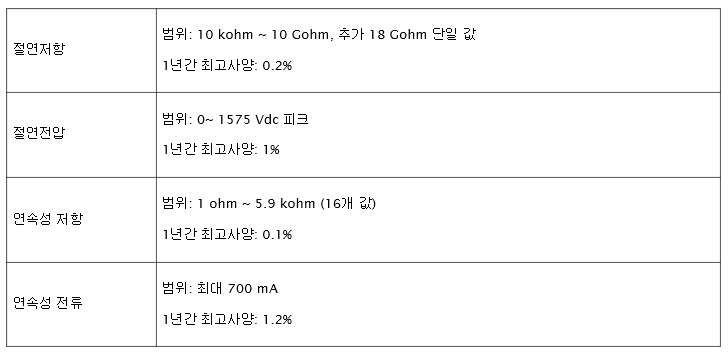 절연저항
범위: 10 kohm ~ 10 Gohm, 추가 18 Gohm 단일 값
1년간 최고사양: 0.2%
절연전압
범위: 0~ 1575 Vdc 피크
1년간 최고사양: 1%
연속성 저항
범위: 1 ohm ~ 5.9 kohm (16개 값)
1년간 최고사양: 0.1%
연속성 전류
범위: 최대 700 mA
1년간 최고사양: 1.2%